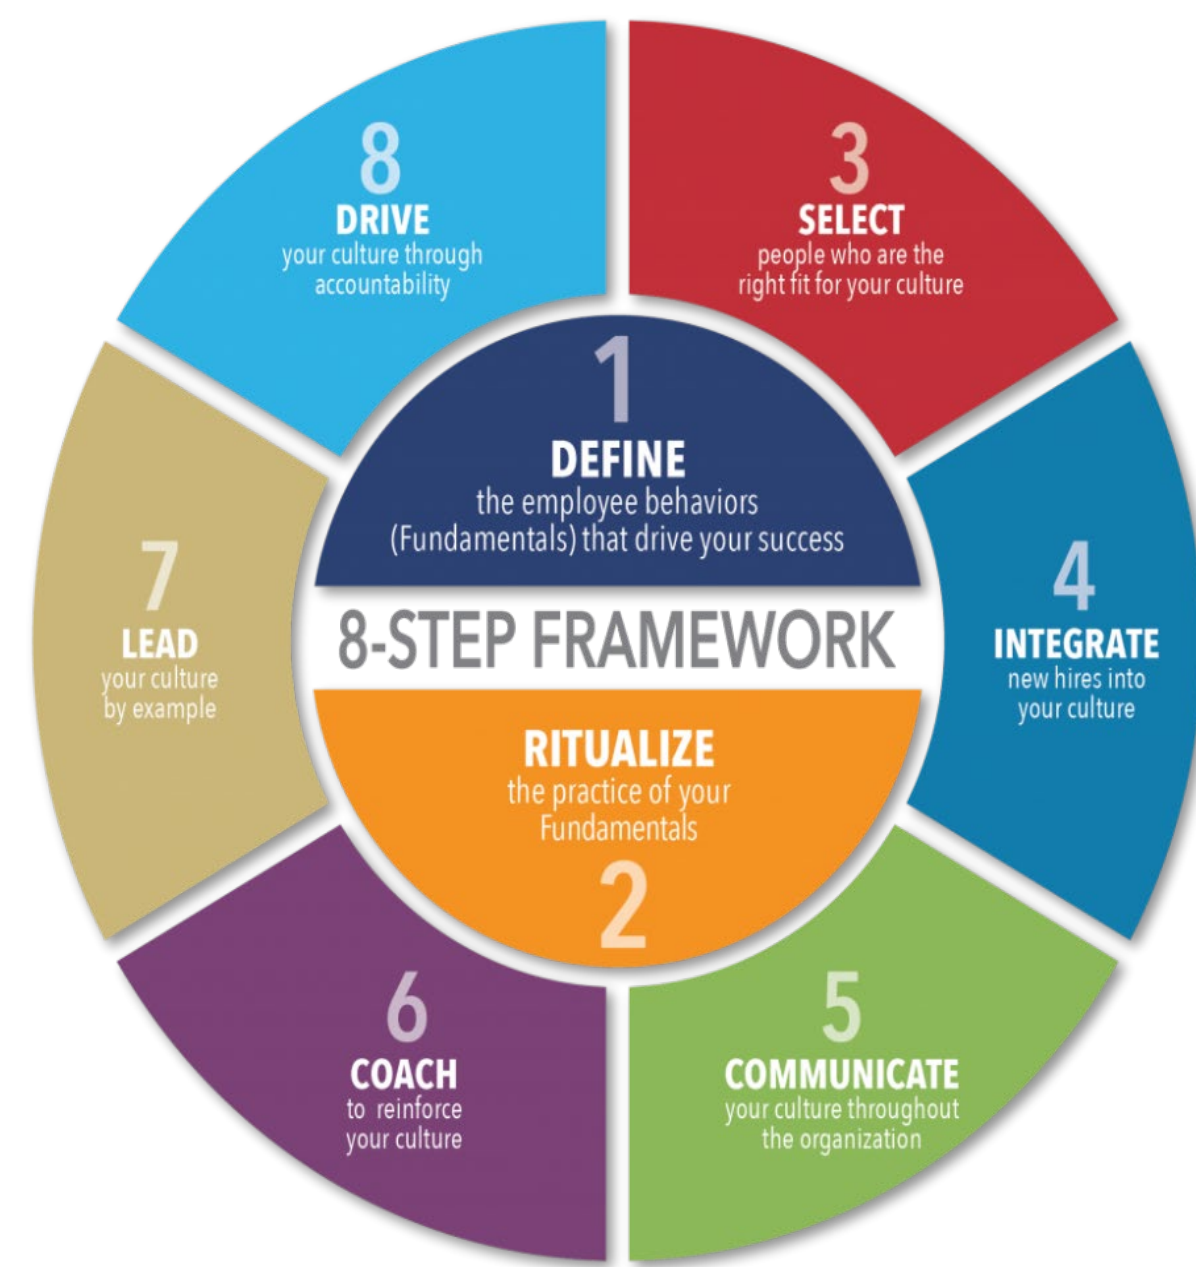 1
DEFINE
the employee behaviors
(Fundamentals) that drive your success
8-STEP FRAMEWORK
RITUALIZE
the practice of your
Fundamentals
2
3
SELECT
people who are the
right fit for your culture
4
INTEGRATE
new hires into
your culture
5
COMMUNICATE
your culture throughout
the organization
6
COACH
to reinforce
your culture
7
LEAD
your culture
by example
8
DRIVE
your culture through
accountability